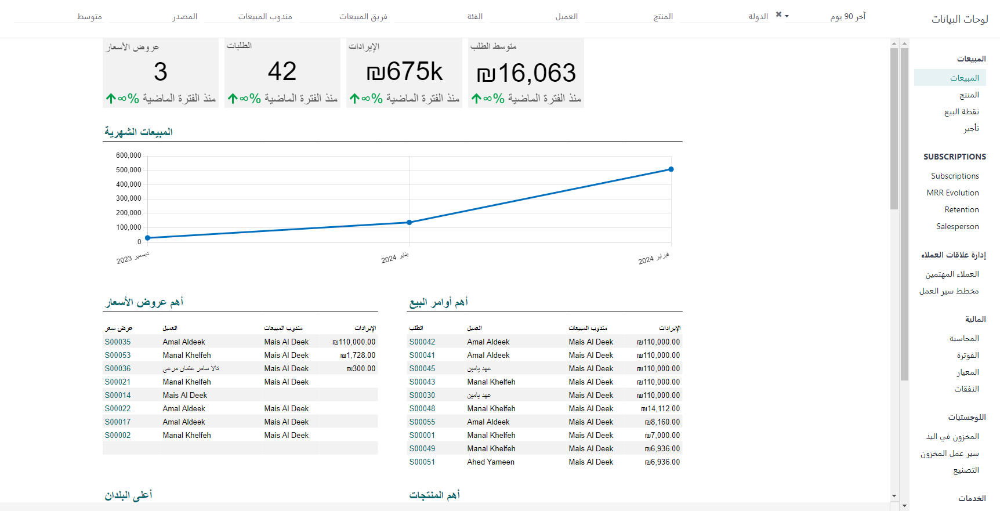 لوحات البيانات
آخر 90 يوم
الدولة
المنتج
العميل
الفئة
فريق المبيعات
مندوب المبيعات
المصدر
متوسط
المبيعات
المبيعات
المنتج
نقطة البيع
تأجير
SUBSCRIPTIONS
Subscriptions
MRR Evolution
Retention
Salesperson
إدارة علاقات العملاء
العملاء المهتمين
مخطط سير العمل
المالية
المحاسبة
الفوترة
المعيار
النفقات
اللوجستيات
المخزون في اليد
سير عمل المخزون
التصنيع
الخدمات
عروض الأسعار
3
منذ الفترة الماضية %∞
الطلبات
42
منذ الفترة الماضية %∞
الإيرادات
₪675k
منذ الفترة الماضية %∞
متوسط الطلب
₪16,063
منذ الفترة الماضية %∞
المبيعات الشهرية
600,000
500,000
400,000
300,000
200,000
100,000
0
ديسمبر 2023
يناير 2024
فبراير 2024
أهم عروض الأسعار
عرض سعر العميل مندوب المبيعات الإيرادات
S00035 Amal Aldeek Mais Al Deek ₪110,000.00
S00053 Manal Khelfeh Mais Al Deek ₪1,728.00
S00036 تالا سامر عثمان مرعي Mais Al Deek ₪300.00
S00021 Manal Khelfeh Mais Al Deek
S00014 Mais Al Deek
S00022 Amal Aldeek Mais Al Deek
S00017 Amal Aldeek Mais Al Deek
S00002 Manal Khelfeh Mais Al Deek
أهم أوامر البيع
الطلب العميل مندوب المبيعات الإيرادات
S00042 Amal Aldeek Mais Al Deek ₪110,000.00
S00041 Amal Aldeek Mais Al Deek ₪110,000.00
S00045 عهد يامين Mais Al Deek ₪110,000.00
S00043 Manal Khelfeh Mais Al Deek ₪110,000.00
S00030 عهد يامين Mais Al Deek ₪110,000.00
S00048 Manal Khelfeh Mais Al Deek ₪14,112.00
S00055 Amal Aldeek Mais Al Deek ₪8,160.00
S00001 Manal Khelfeh Mais Al Deek ₪7,000.00
S00049 Manal Khelfeh Mais Al Deek ₪6,936.00
S00051 Ahed Yameen Mais Al Deek ₪6,936.00
أعلى البلدان
أهم المنتجات